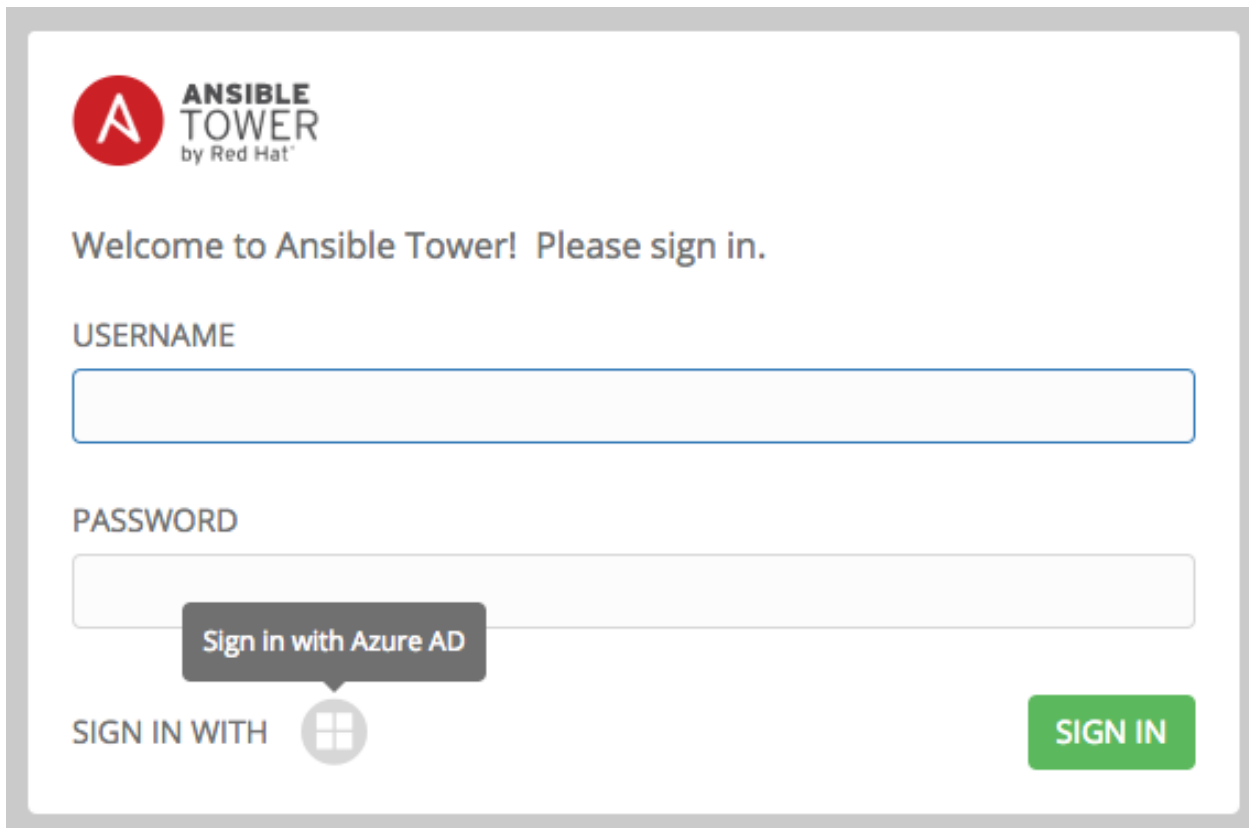 ANSIBLE
TOWER
by Red Hat®
Welcome to Ansible Tower!  Please sign in.
USERNAME
PASSWORD
Sign in with Azure AD
SIGN IN WITH
SIGN IN